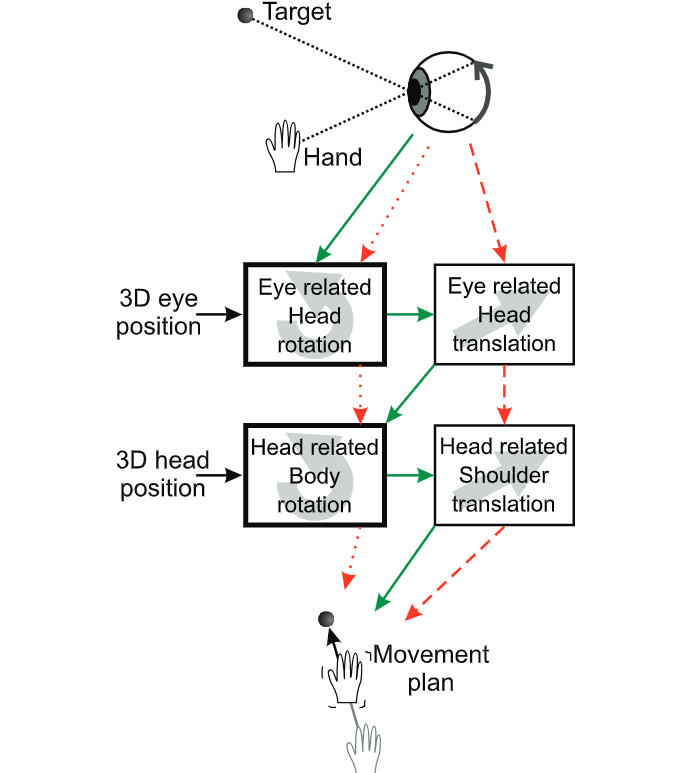 Target
Hand
3D eye
position
Eye related
Head
rotation
Eye related
Head
translation
3D head
position
Head related
Body
rotation
Head related
Shoulder
translation
Movement
plan